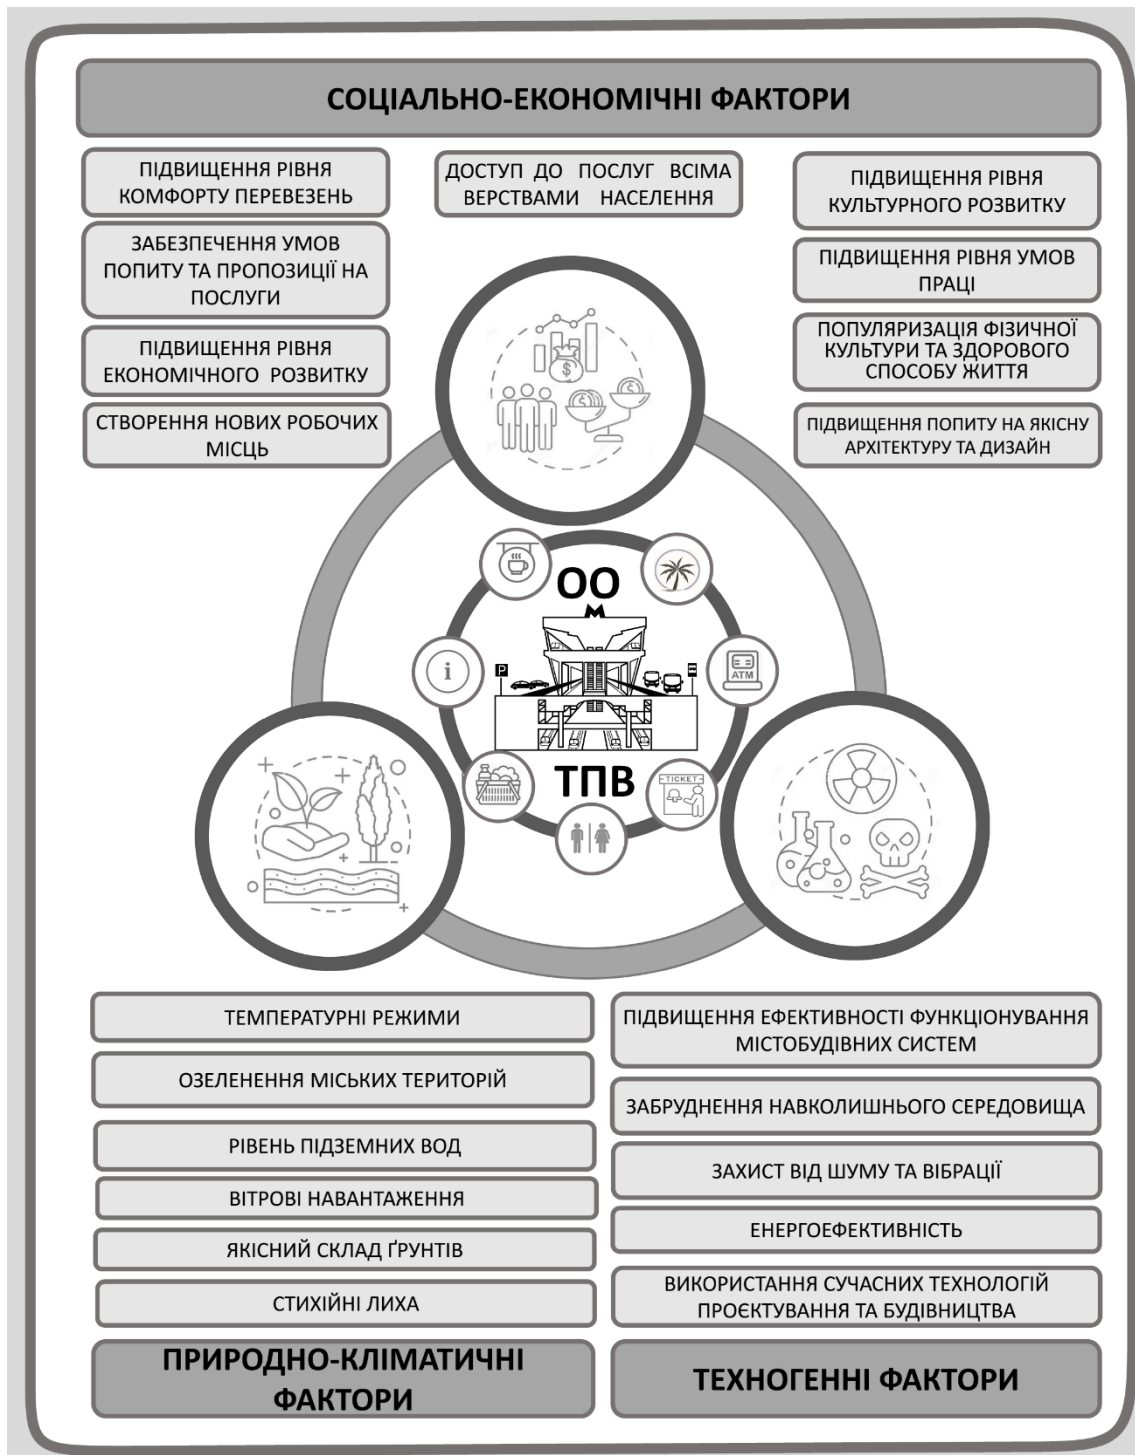 СОЦІАЛЬНО-ЕКОНОМІЧНІ ФАКТОРИ
ПІДВИЩЕННЯ РІВНЯ
КОМФОРТУ ПЕРЕВЕЗЕНЬ
ЗАБЕЗПЕЧЕННЯ УМОВ
ПОПИТУ ТА ПРОПОЗИЦІЇ НА
ПОСЛУГИ
ПІДВИЩЕННЯ РІВНЯ
ЕКОНОМІЧНОГО РОЗВИТКУ
СТВОРЕННЯ НОВИХ РОБОЧИХ
МІСЦЬ
ДОСТУП ДО ПОСЛУГ ВСІМА
ВЕРСТВАМИ НАСЕЛЕННЯ
ПІДВИЩЕННЯ РІВНЯ
КУЛЬТУРНОГО РОЗВИТКУ
ПІДВИЩЕННЯ РІВНЯ УМОВ
ПРАЦІ
ПОПУЛЯРИЗАЦІЯ ФІЗИЧНОЇ
КУЛЬТУРИ ТА ЗДОРОВОГО
СПОСОБУ ЖИТТЯ
ПІДВИЩЕННЯ ПОПИТУ НА ЯКІСНУ
АРХІТЕКТУРУ ТА ДИЗАЙН
ОО
М
i
P
ATM
ТПВ
TICKET
ТЕМПЕРАТУРНІ РЕЖИМИ
ОЗЕЛЕНЕННЯ МІСЬКИХ ТЕРИТОРІЙ
РІВЕНЬ ПІДЗЕМНИХ ВОД
ВІТРОВІ НАВАНТАЖЕННЯ
ЯКІСНИЙ СКЛАД ҐРУНТІВ
СТИХІЙНІ ЛИХА
ПРИРОДНО-КЛІМАТИЧНІ
ФАКТОРИ
ПІДВИЩЕННЯ ЕФЕКТИВНОСТІ ФУНКЦІОНУВАННЯ
МІСТОБУДІВНИХ СИСТЕМ
ЗАБРУДНЕННЯ НАВКОЛИШНЬОГО СЕРЕДОВИЩА
ЗАХИСТ ВІД ШУМУ ТА ВІБРАЦІЇ
ЕНЕРГОЕФЕКТИВНІСТЬ
ВИКОРИСТАННЯ СУЧАСНИХ ТЕХНОЛОГІЙ
ПРОЄКТУВАННЯ ТА БУДІВНИЦТВА
ТЕХНОГЕННІ ФАКТОРИ